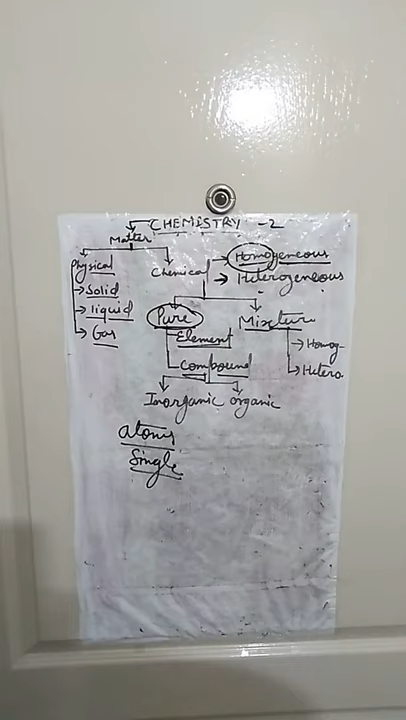 CHEMISTRY - 2
Matter
Physical
Chemical
Homogeneous
Heterogeneous
Solid
liquid
Gas
Pure
Mixture
Element
Compound
Homog-
Hetero
Inorganic organic
atoms
Single